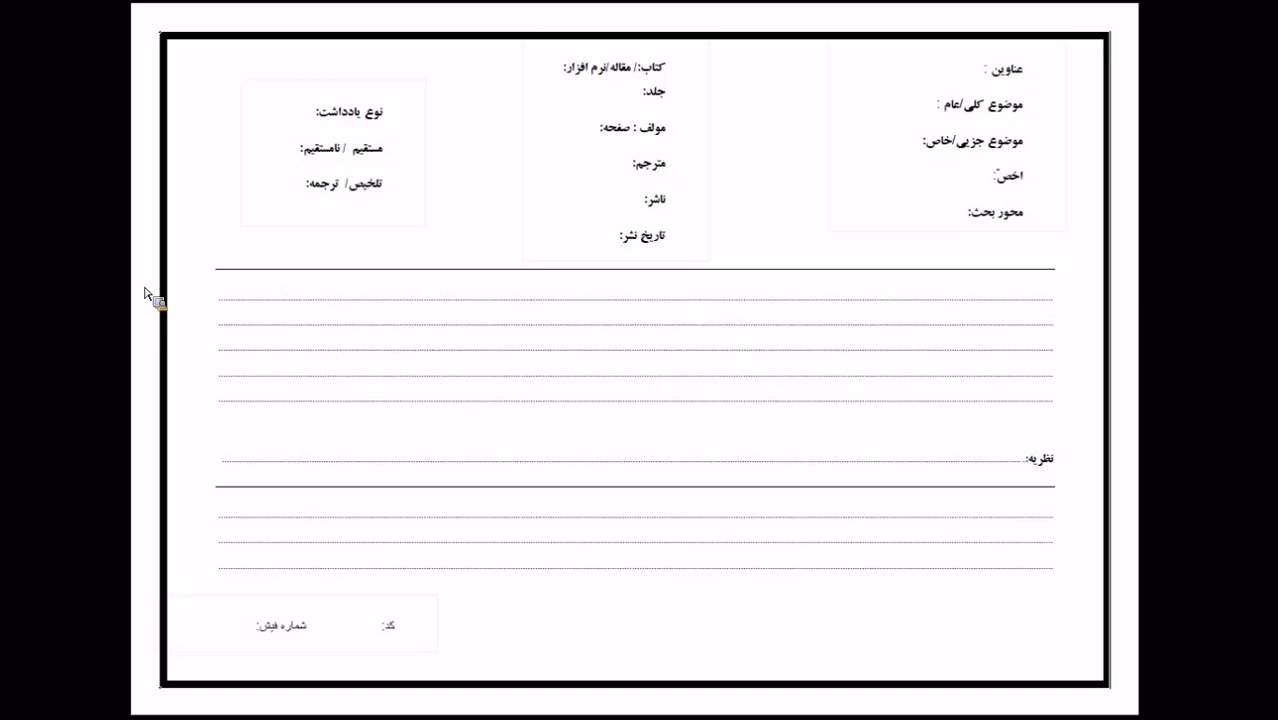 عناوین :
موضوع کلی/عام :
موضوع جزیی/خاص:
اخصّ:
محور بحث:
کتاب:/ مقاله/نرم افزار:
جلد:
مولف : صفحه:
مترجم:
ناشر:
تاریخ نشر:
نوع یادداشت:
مستقیم / نامستقیم:
تلخیص/ ترجمه:
نظریه:
کد: شماره فیش: